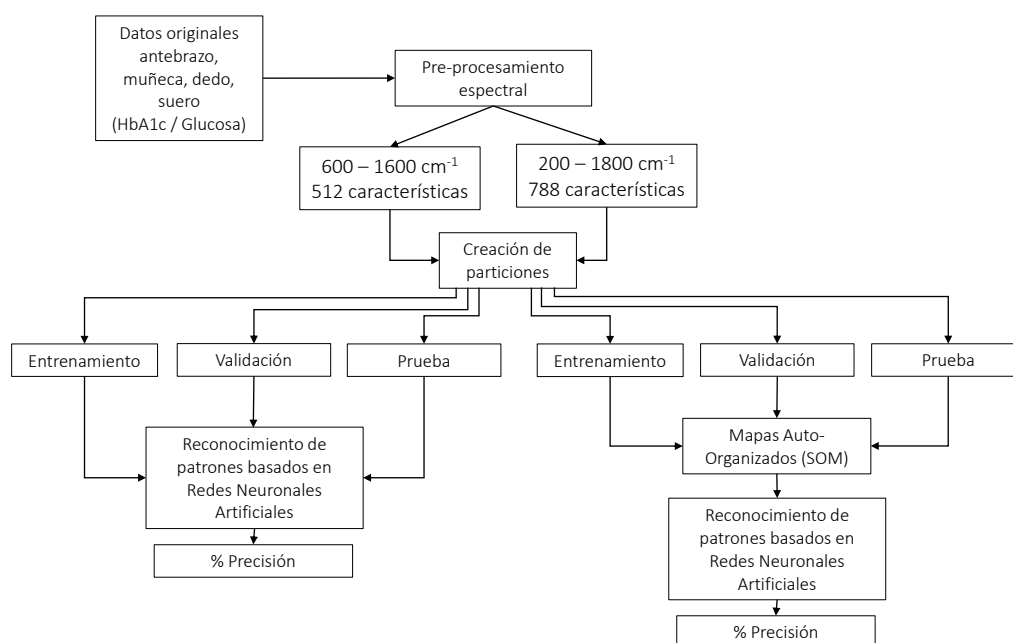 Datos originales
antebrazo,
muñeca, dedo,
suero
(HbA1c / Glucosa)
Pre-procesamiento
espectral
600 – 1600 cm-1
512 características
200 – 1800 cm-1
788 características
Creación de
particiones
Entrenamiento
Validación
Prueba
Entrenamiento
Validación
Prueba
Reconocimiento de
patrones basados en
Redes Neuronales
Artificiales
% Precisión
Mapas Auto-
Organizados (SOM)
Reconocimiento de
patrones basados en
Redes Neuronales
Artificiales
% Precisión